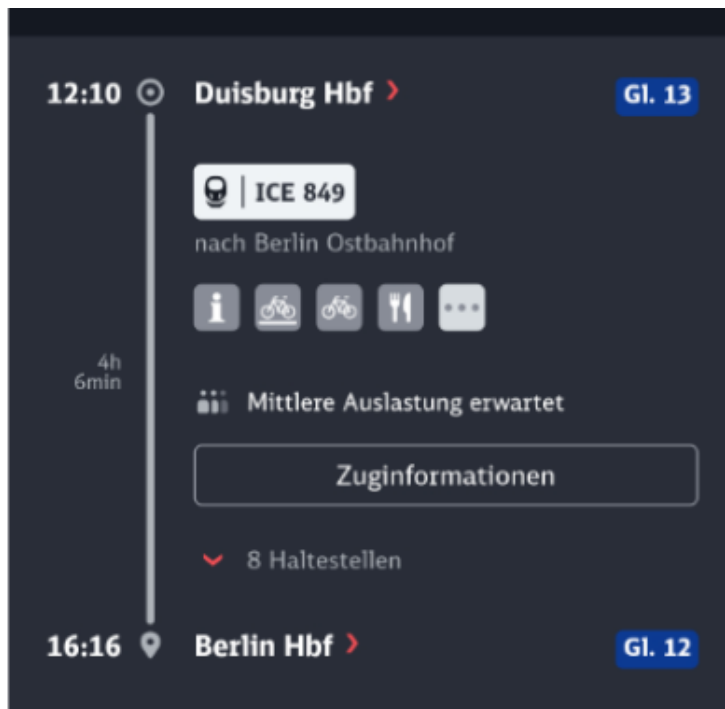 12:10 Duisburg Hbf Gl. 13
ICE 849
nach Berlin Ostbahnhof
4h
6min
Mittlere Auslastung erwartet
Zuginformationen
8 Haltestellen
16:16 Berlin Hbf Gl. 12